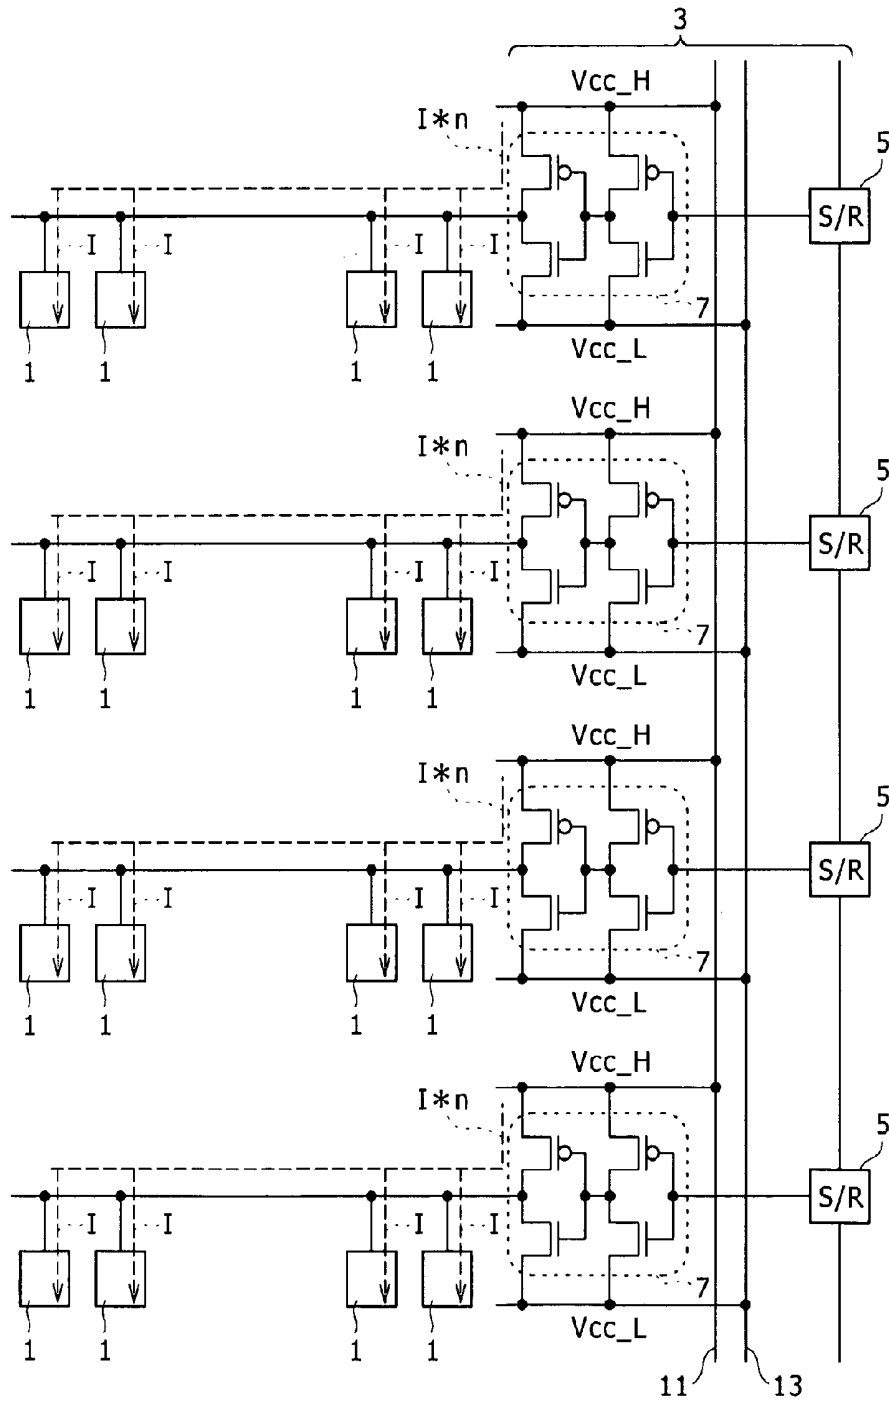 3
Vcc_H
I*n
5
S/R
I I I I
7
1 1 1 1
Vcc_L
Vcc_H
I*n
5
S/R
I I I I
7
1 1 1 1
Vcc_L
Vcc_H
I*n
5
S/R
I I I I
7
1 1 1 1
Vcc_L
Vcc_H
I*n
5
S/R
I I I I
7
1 1 1 1
Vcc_L
11 13